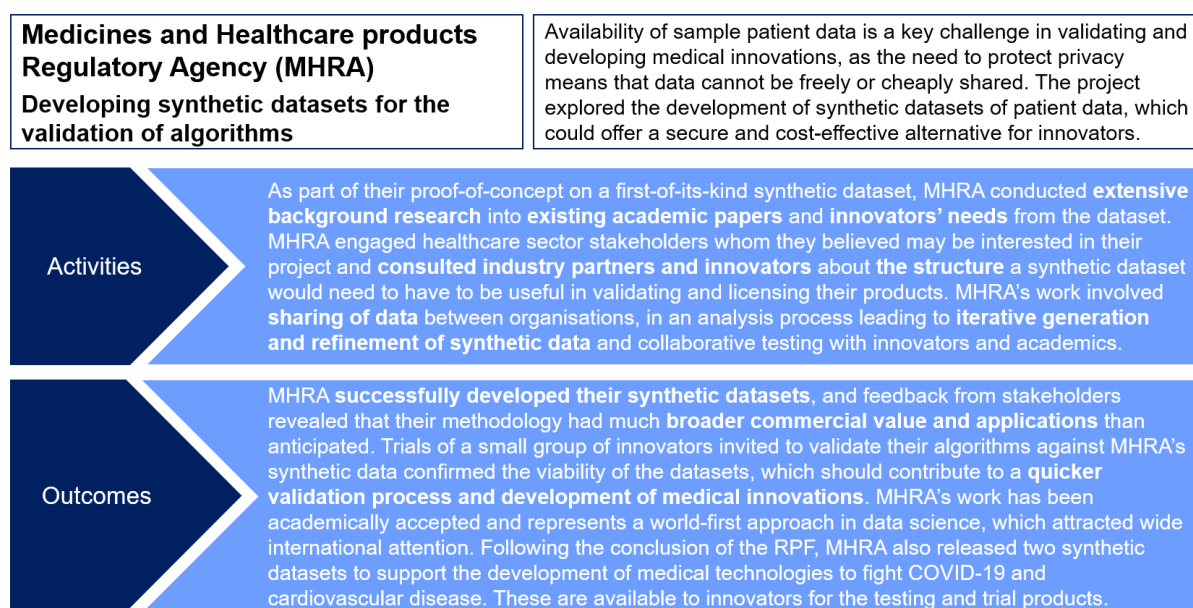 Medicines and Healthcare products
Regulatory Agency (MHRA)
Developing synthetic datasets for the
validation of algorithms
Availability of sample patient data is a key challenge in validating and
developing medical innovations, as the need to protect privacy
means that data cannot be freely or cheaply shared. The project
explored the development of synthetic datasets of patient data, which
could offer a secure and cost-effective alternative for innovators.
Activities
As part of their proof-of-concept on a first-of-its-kind synthetic dataset, MHRA conducted extensive
background research into existing academic papers and innovators’ needs from the dataset.
MHRA engaged healthcare sector stakeholders whom they believed may be interested in their
project and consulted industry partners and innovators about the structure a synthetic dataset
would need to have to be useful in validating and licensing their products. MHRA’s work involved
sharing of data between organisations, in an analysis process leading to iterative generation
and refinement of synthetic data and collaborative testing with innovators and academics.
Outcomes
MHRA successfully developed their synthetic datasets, and feedback from stakeholders
revealed that their methodology had much broader commercial value and applications than
anticipated. Trials of a small group of innovators invited to validate their algorithms against MHRA’s
synthetic data confirmed the viability of the datasets, which should contribute to a quicker
validation process and development of medical innovations. MHRA’s work has been
academically accepted and represents a world-first approach in data science, which attracted wide
international attention. Following the conclusion of the RPF, MHRA also released two synthetic
datasets to support the development of medical technologies to fight COVID-19 and
cardiovascular disease. These are available to innovators for the testing and trial products.